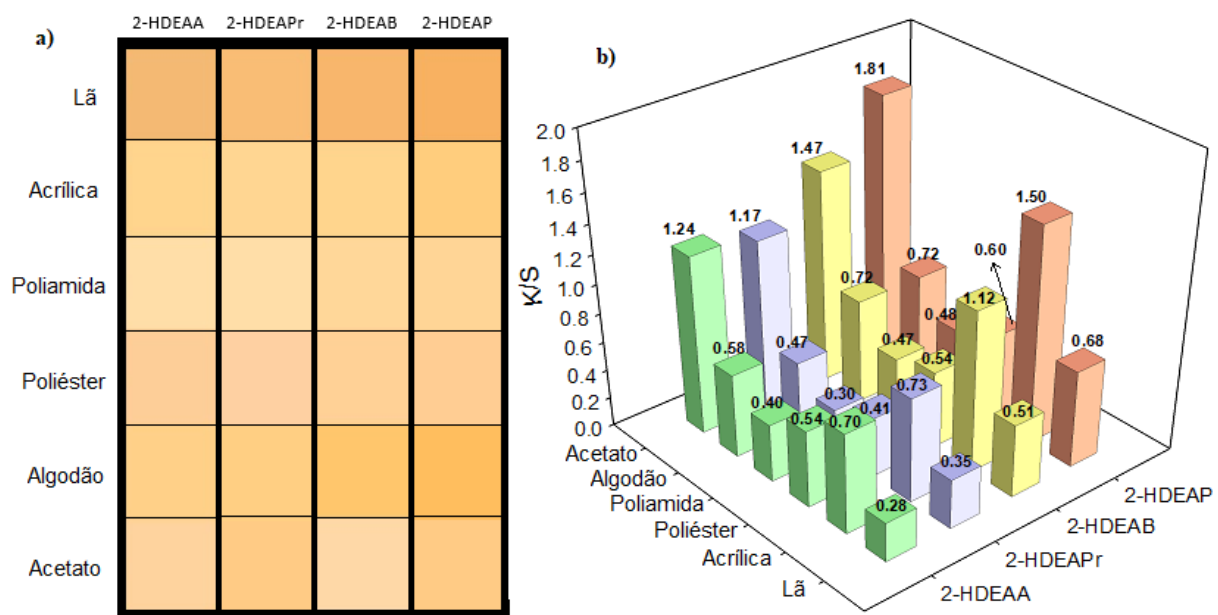 a)
2-HDEAA 2-HDEAPr 2-HDEAB 2-HDEAP
Lã
Acrílica
Poliamida
Poliéster
Algodão
Acetato
b)
K/S
2.0
1.8
1.6
1.4
1.2
1.0
0.8
0.6
0.4
0.2
0.0
1.24
0.58
0.40
0.54
0.70
0.28
1.17
0.47
0.30
0.41
0.73
0.35
1.47
0.72
0.47
0.54
1.12
0.51
1.81
0.72
0.48
0.60
1.50
0.68
Acetato
Algodão
Poliamida
Poliéster
Acrílica
Lã
2-HDEAA
2-HDEAPr
2-HDEAB
2-HDEAP